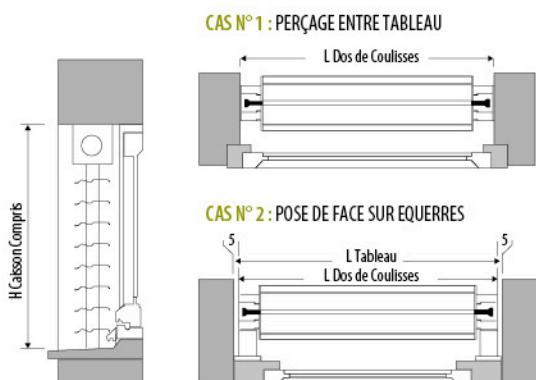 CAS N° 1 : PERÇAGE ENTRE TABLEAU
L Dos de Coulisses
H Caisson Compris
CAS N° 2 : POSE DE FACE SUR EQUERRES
5
5
L Tableau
L Dos de Coulisses